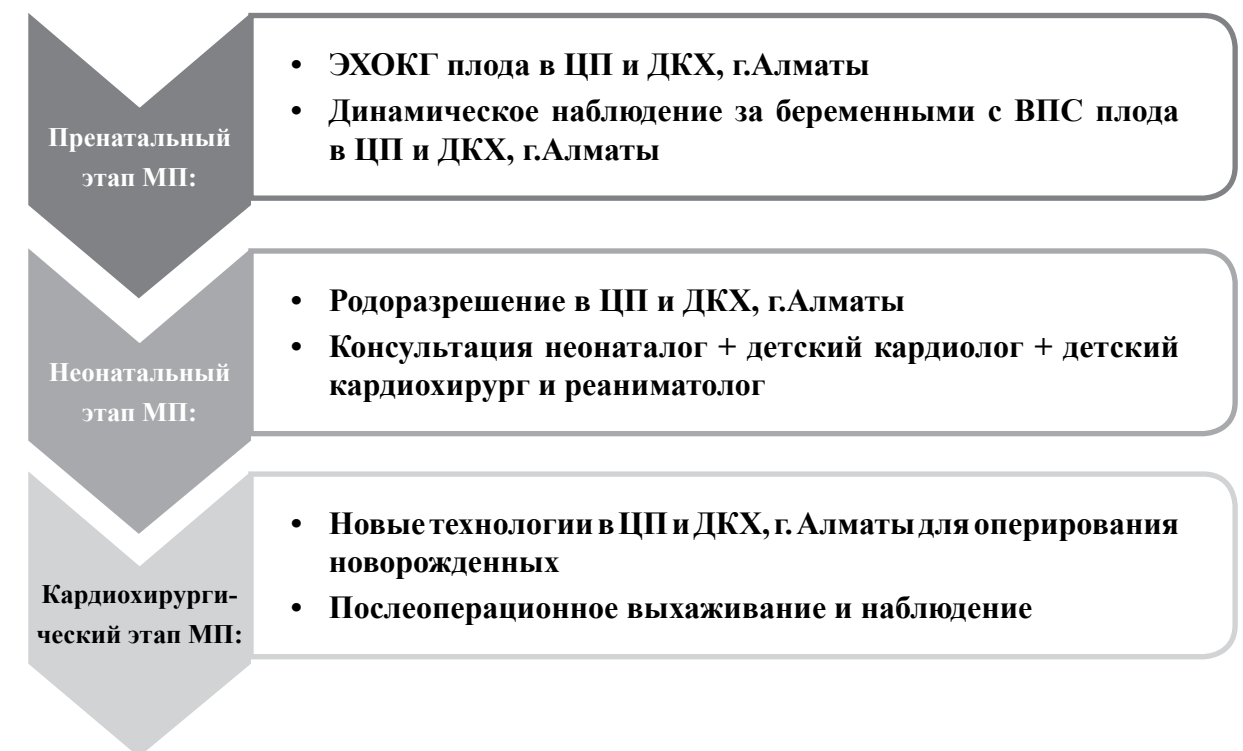 Пренатальный
этап МП:
• ЭХОКГ плода в ЦП и ДКХ, г.Алматы
• Динамическое наблюдение за беременными с ВПС плода
в ЦП и ДКХ, г.Алматы
Неонатальный
этап МП:
• Родоразрешение в ЦП и ДКХ, г.Алматы
• Консультация неонаталог + детский кардиолог + детский
кардиохирург и реаниматолог
Кардиохирурги-
ческий этап МП:
• Новые технологии в ЦП и ДКХ, г. Алматы для оперирования
новорожденных
• Послеоперационное выхаживание и наблюдение